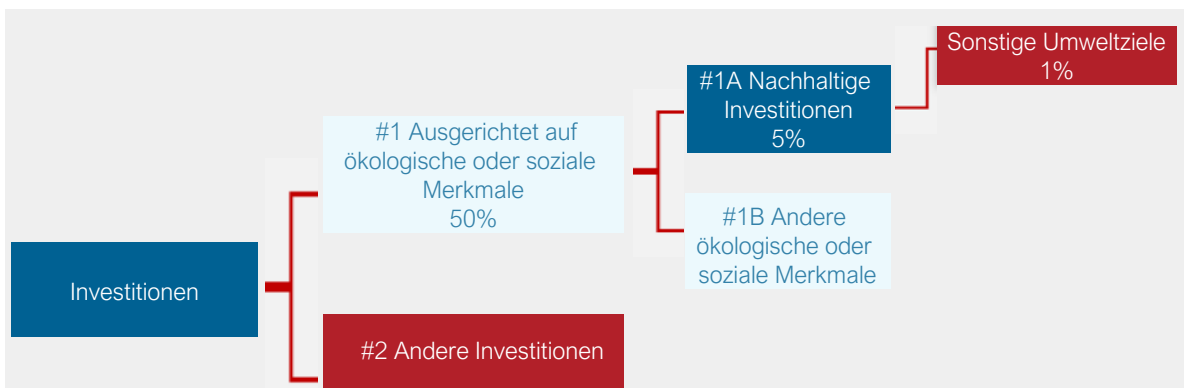 Investitionen
#1 Ausgerichtet auf
ökologische oder soziale
Merkmale
50%
#2 Andere Investitionen
#1A Nachhaltige
Investitionen
5%
#1B Andere
ökologische oder
soziale Merkmale
Sonstige Umweltziele
1%